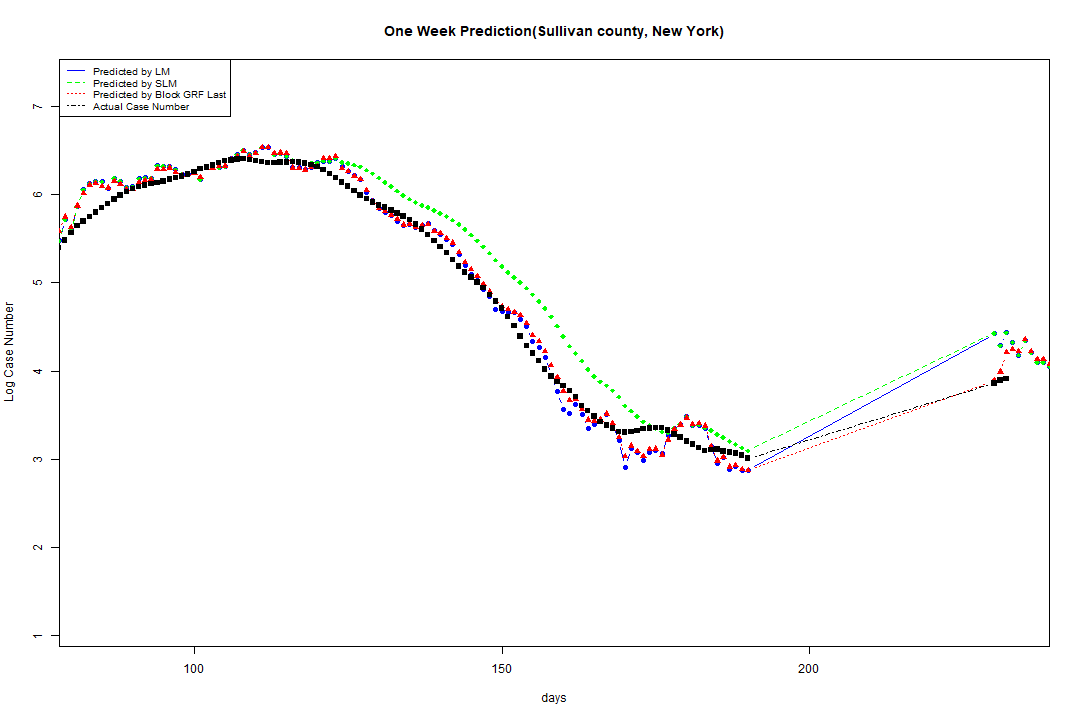 One Week Prediction(Sullivan county, New York)
Predicted by LM
Predicted by SLM
Predicted by Block GRF Last
Actual Case Number
7
6
5
4
3
2
1
Log Case Number
100 150 200
days